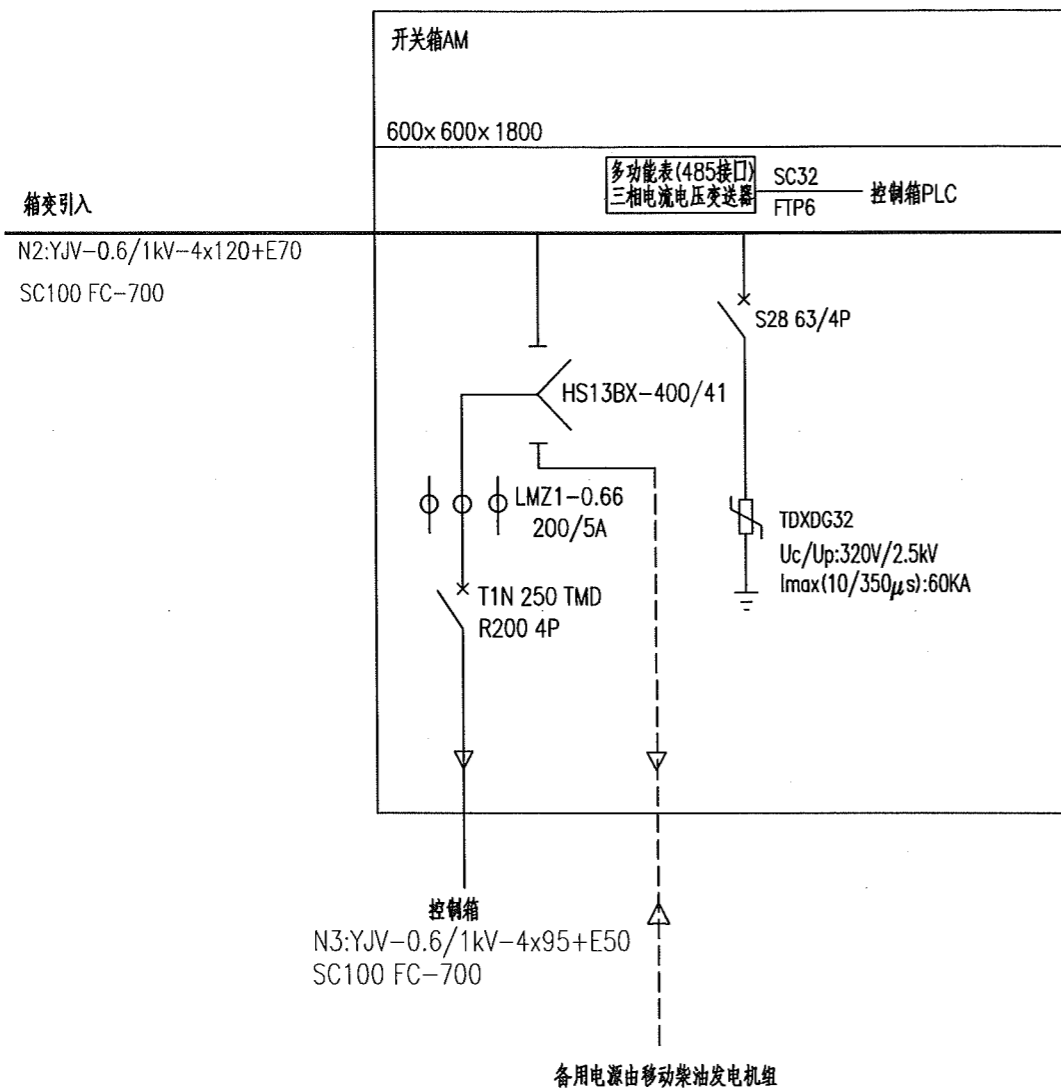 开关箱AM
600x600x1800
多功能表(485接口)
三相电流电压变送器
SC32
FTP6
控制箱PLC
箱变引入
N2:YJV-0.6/1kV-4x120+E70
SC100 FC-700
S28 63/4P
HS13BX-400/41
LMZ1-0.66
200/5A
TDXDG32
Uc/Up:320V/2.5kV
Imax(10/350μs):60KA
T1N 250 TMD
R200 4P
控制箱
N3:YJV-0.6/1kV-4x95+E50
SC100 FC-700
备用电源由移动柴油发电机组